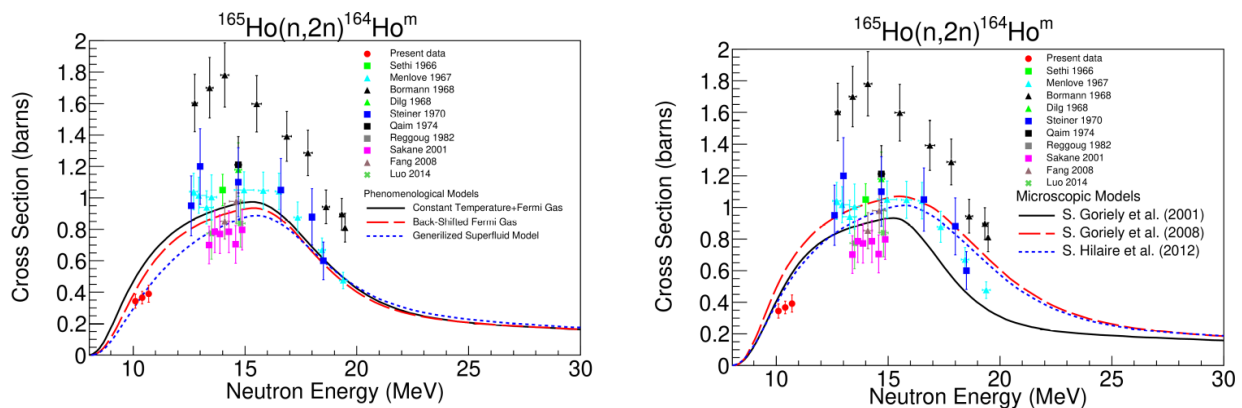 ¹⁶⁵Ho(n,2n)¹⁶⁴Hoᵐ
Cross Section (barns)
2
1.8
1.6
1.4
1.2
1
0.8
0.6
0.4
0.2
0
Present data
Sethi 1966
Menlove 1967
Bormann 1968
Dilg 1968
Steiner 1970
Qaim 1974
Reggoug 1982
Sakane 2001
Fang 2008
Luo 2014
Phenomenological Models
Constant Temperature+Fermi Gas
Back-Shifted Fermi Gas
Generilized Superfluid Model
10 15 20 25 30
Neutron Energy (MeV)
¹⁶⁵Ho(n,2n)¹⁶⁴Hoᵐ
Cross Section (barns)
2
1.8
1.6
1.4
1.2
1
0.8
0.6
0.4
0.2
0
Present data
Sethi 1966
Menlove 1967
Bormann 1968
Dilg 1968
Steiner 1970
Qaim 1974
Reggoug 1982
Sakane 2001
Fang 2008
Luo 2014
Microscopic Models
S. Goriely et al. (2001)
S. Goriely et al. (2008)
S. Hilaire et al. (2012)
10 15 20 25 30
Neutron Energy (MeV)